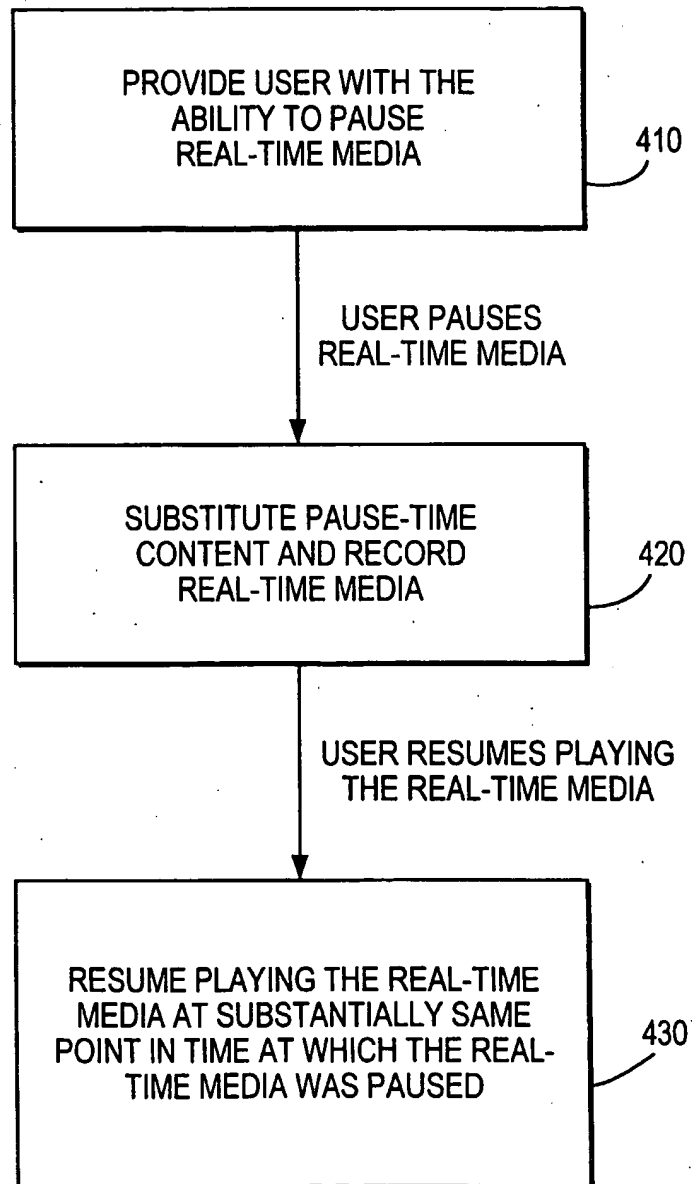 PROVIDE USER WITH THE
ABILITY TO PAUSE
REAL-TIME MEDIA
410
USER PAUSES
REAL-TIME MEDIA
SUBSTITUTE PAUSE-TIME
CONTENT AND RECORD
REAL-TIME MEDIA
420
USER RESUMES PLAYING
THE REAL-TIME MEDIA
RESUME PLAYING THE REAL-TIME
MEDIA AT SUBSTANTIALLY SAME
POINT IN TIME AT WHICH THE REAL-
TIME MEDIA WAS PAUSED
430